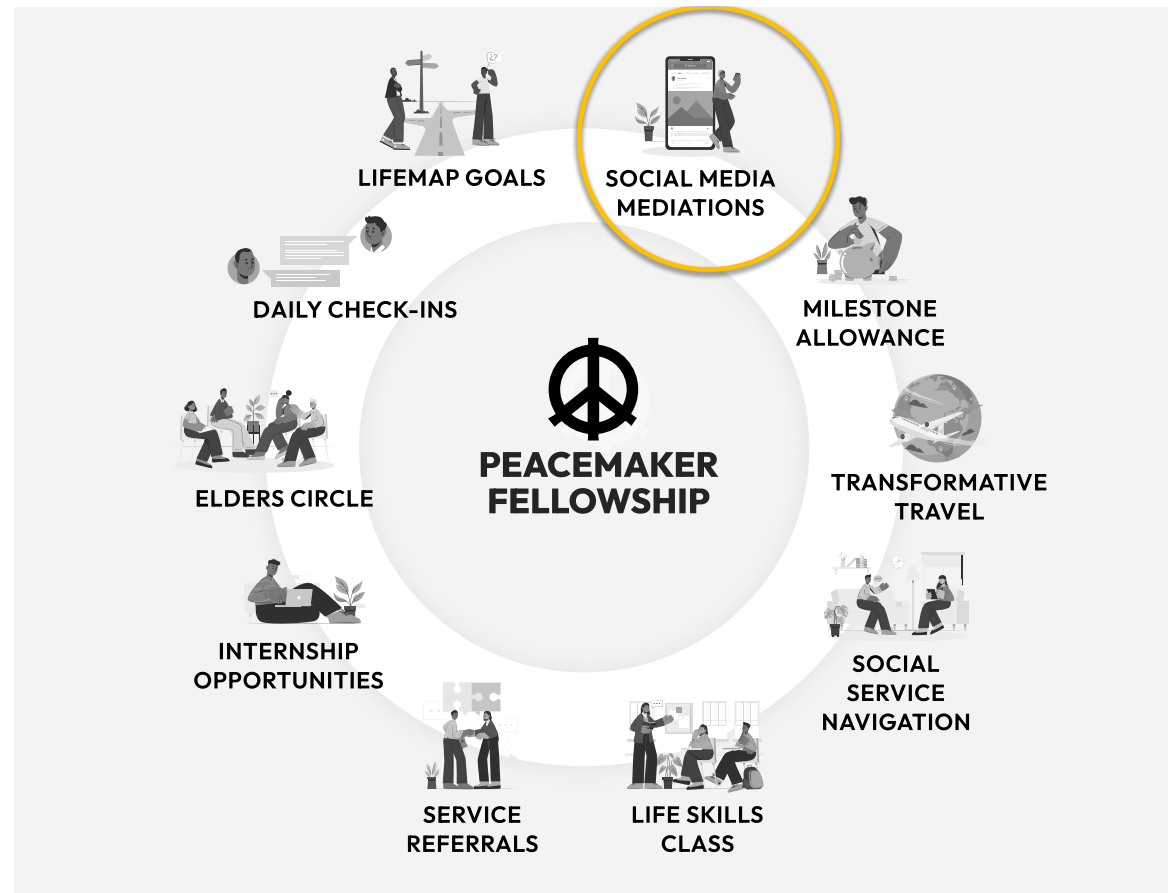 LIFEMAP GOALS
SOCIAL MEDIA
MEDIATIONS
MILESTONE
ALLOWANCE
TRANSFORMATIVE
TRAVEL
SOCIAL
SERVICE
NAVIGATION
LIFE SKILLS
CLASS
SERVICE
REFERRALS
INTERNSHIP
OPPORTUNITIES
ELDERS CIRCLE
DAILY CHECK-INS
PEACEMAKER
FELLOWSHIP